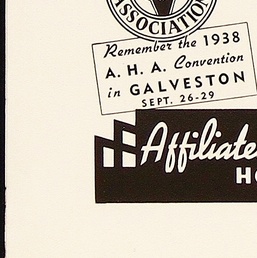 ASSOCIATION
Remember the 1938
A. H. A. Convention
in GALVESTON
SEPT. 26-29
Affiliate
HO